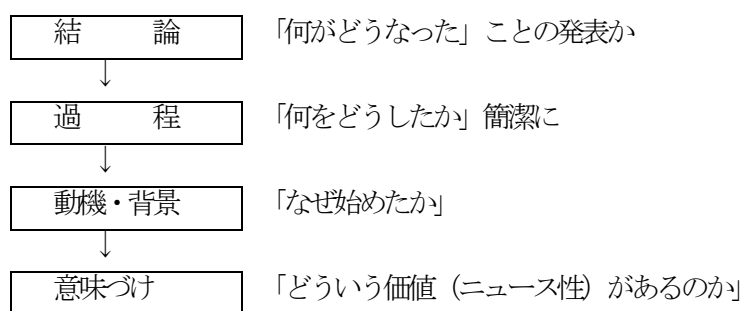 結　論　「何がどうなった」ことの発表か
↓
過　程　「何をどうしたか」簡潔に
↓
動機・背景　「なぜ始めたか」
↓
意味づけ　「どういう価値（ニュース性）があるのか」